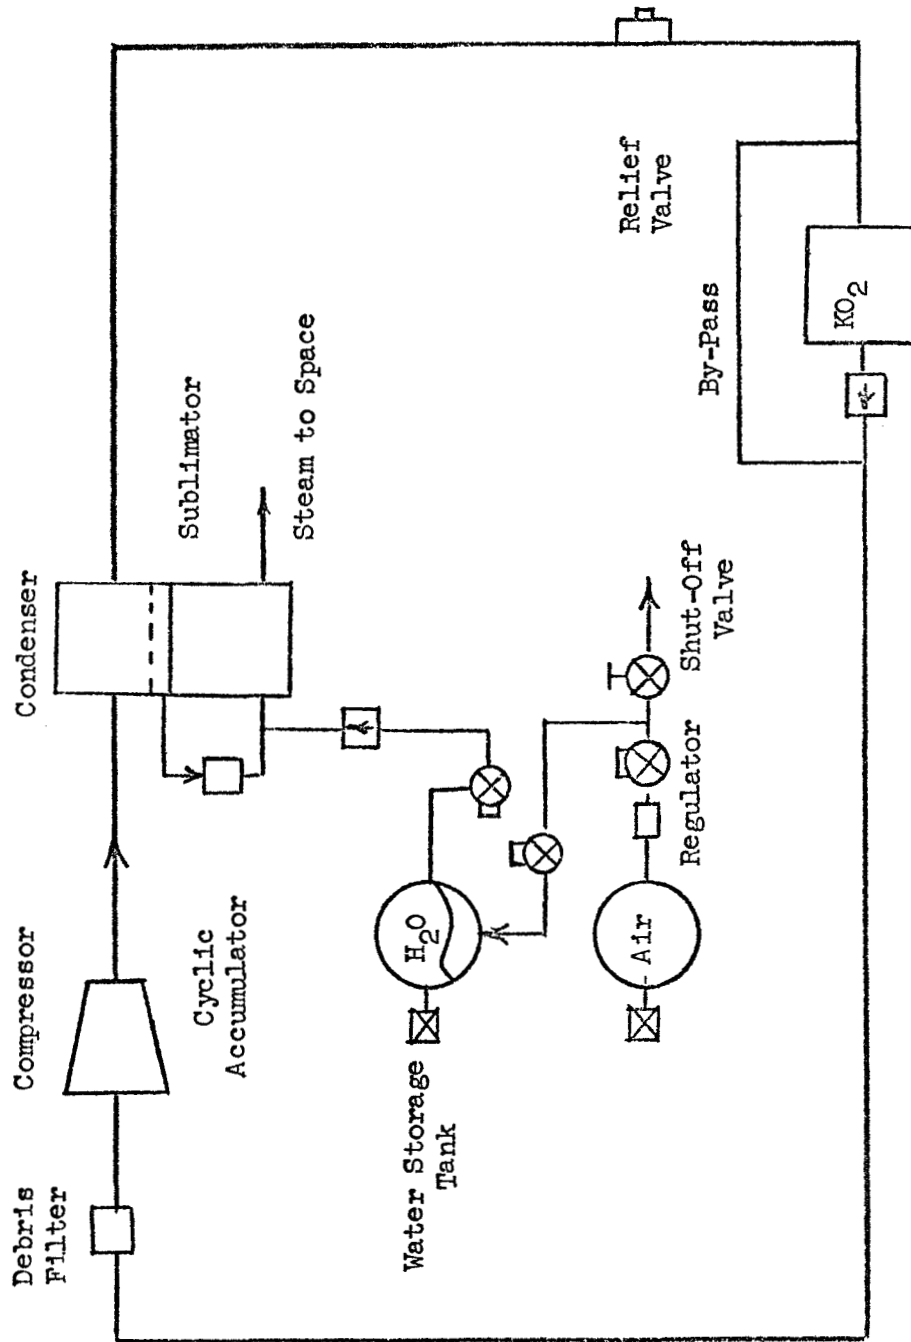 Debris
Filter
Compressor
Condenser
Cyclic
Accumulator
Sublimator
Steam to Space
Water Storage
Tank
H₂O
Air
Regulator
Shut-Off
Valve
Relief
Valve
By-Pass
KO₂